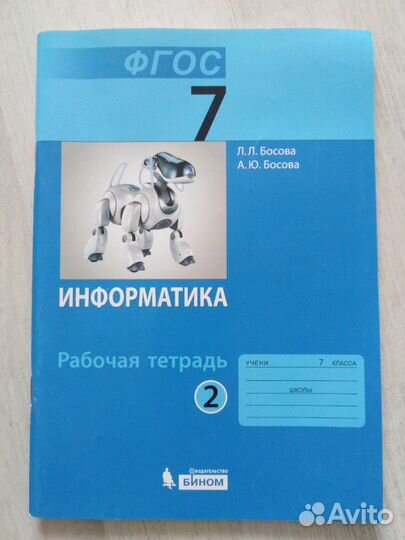 ФГОС
7
Л.Л. Босова
А.Ю. Босова
ИНФОРМАТИКА
Рабочая тетрадь
2
УЧЕНИ 7 КЛАССА
ШКОЛЫ
ИЗДАТЕЛЬСТВО
БИНОМ
Avito